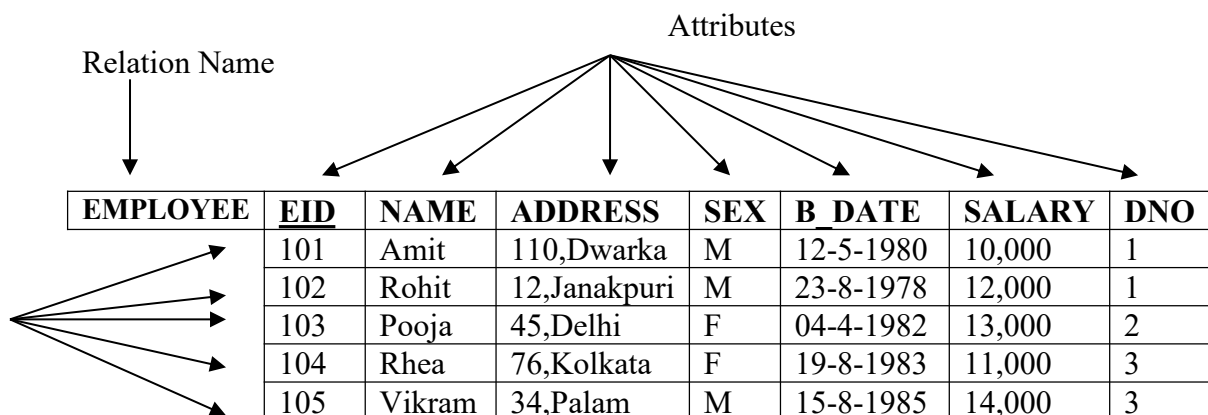 Attributes
Relation Name
EMPLOYEE EID NAME ADDRESS SEX B_DATE SALARY DNO
101 Amit 110,Dwarka M 12-5-1980 10,000 1
102 Rohit 12,Janakpuri M 23-8-1978 12,000 1
103 Pooja 45,Delhi F 04-4-1982 13,000 2
104 Rhea 76,Kolkata F 19-8-1983 11,000 3
105 Vikram 34,Palam M 15-8-1985 14,000 3